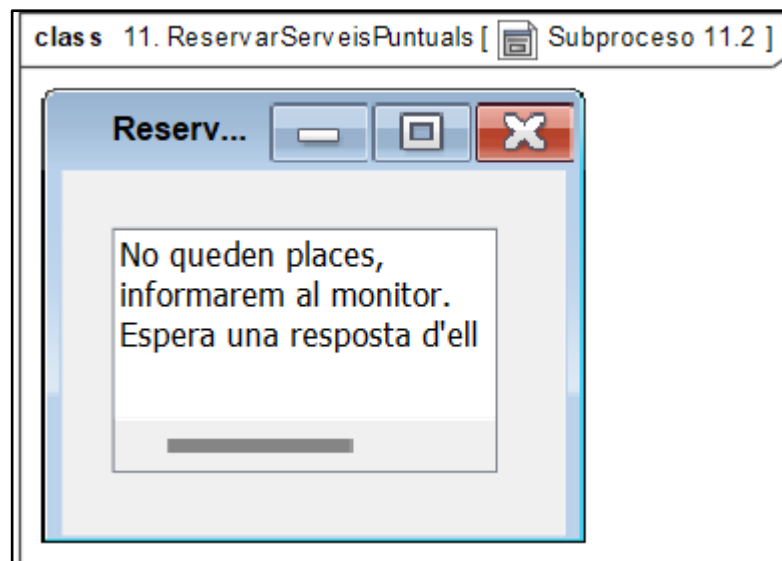 class 11. ReservarServeisPuntuals [ Subproceso 11.2 ]
Reserv...
No queden places,
informarem al monitor.
Espera una resposta d'ell